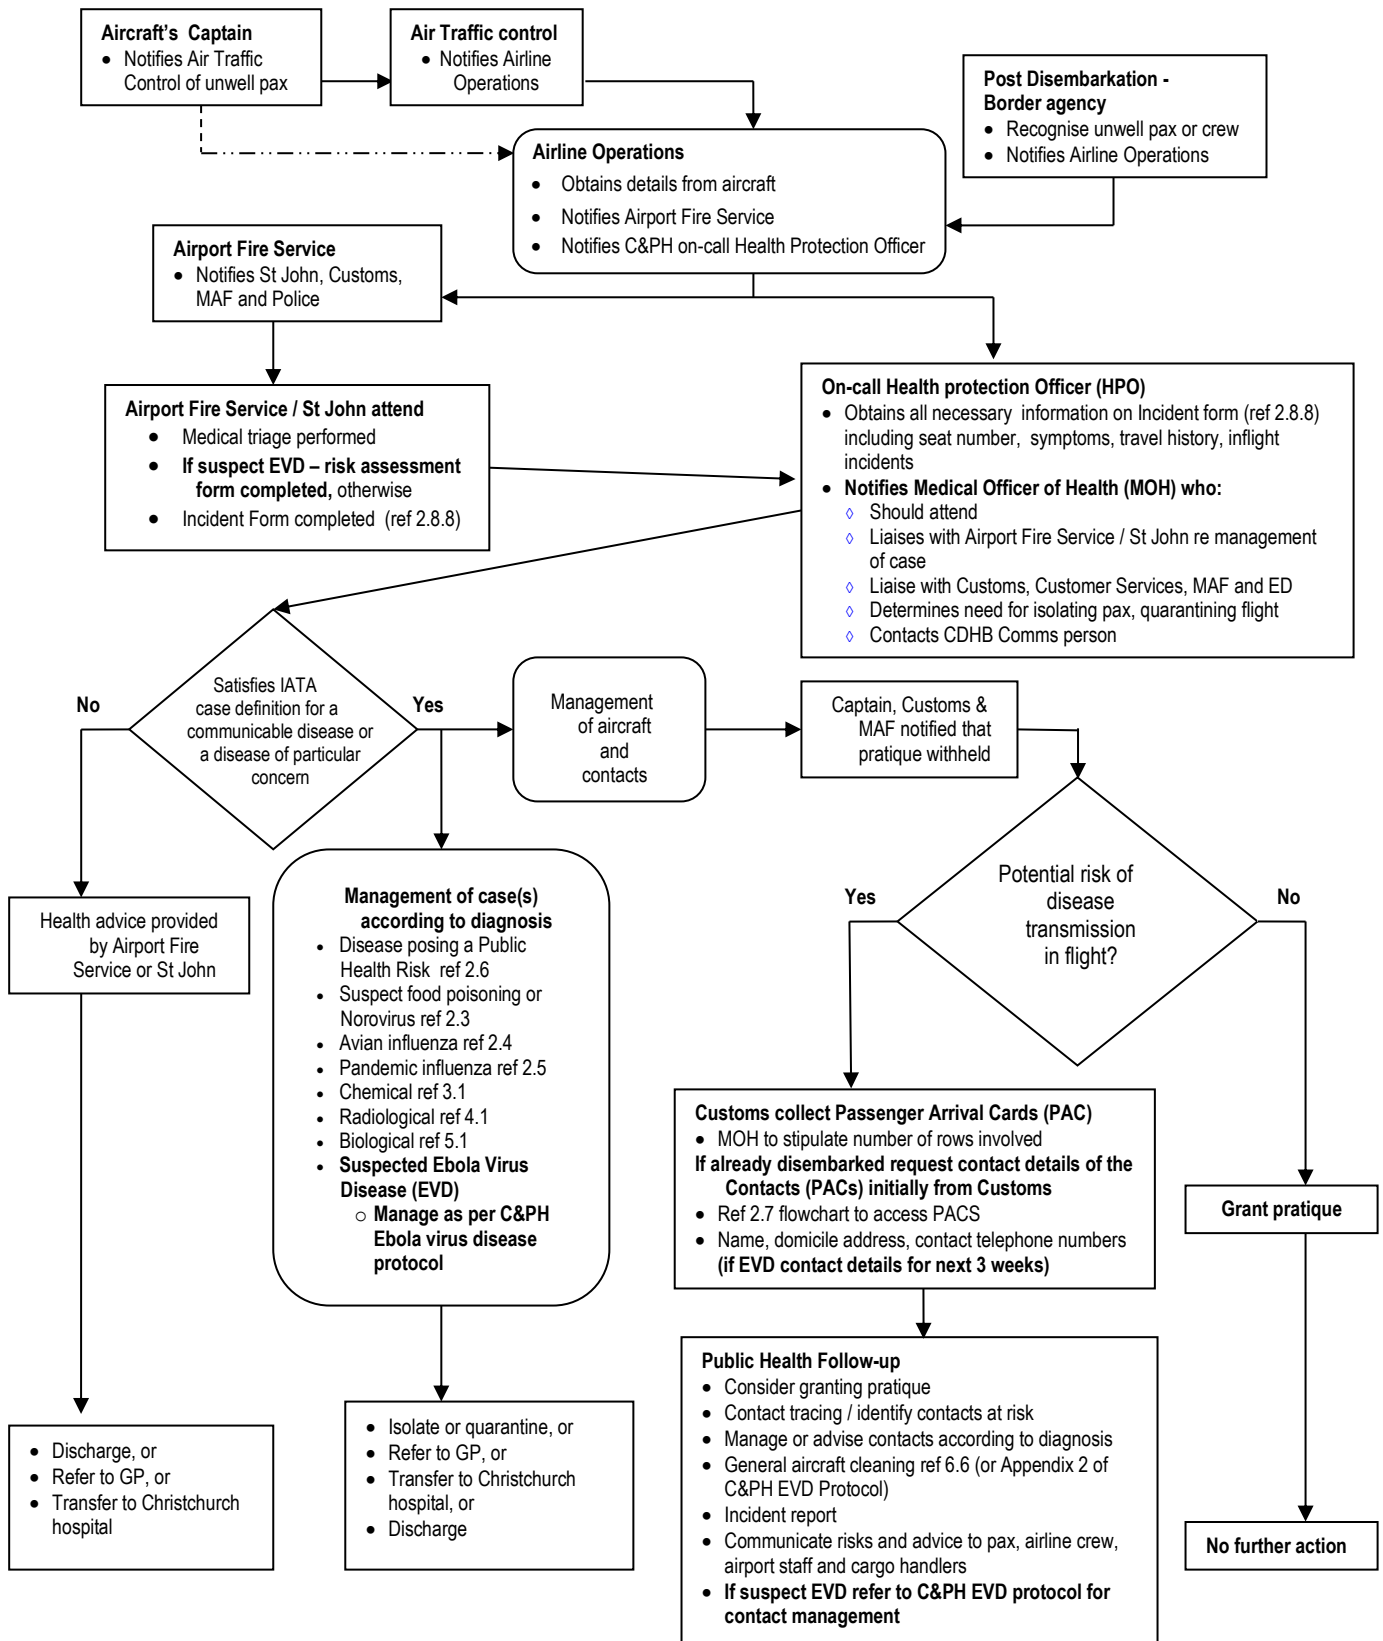 Aircraft's Captain
• Notifies Air Traffic
Control of unwell pax
Air Traffic control
• Notifies Airline
Operations
Post Disembarkation -
Border agency
• Recognise unwell pax or crew
• Notifies Airline Operations
Airline Operations
• Obtains details from aircraft
• Notifies Airport Fire Service
• Notifies C&PH on-call Health Protection Officer
Airport Fire Service
• Notifies St John, Customs,
MAF and Police
Airport Fire Service / St John attend
• Medical triage performed
• If suspect EVD – risk assessment
form completed, otherwise
• Incident Form completed (ref 2.8.8)
On-call Health protection Officer (HPO)
• Obtains all necessary information on Incident form (ref 2.8.8)
including seat number, symptoms, travel history, inflight
incidents
• Notifies Medical Officer of Health (MOH) who:
◊ Should attend
◊ Liaises with Airport Fire Service / St John re management
of case
◊ Liaise with Customs, Customer Services, MAF and ED
◊ Determines need for isolating pax, quarantining flight
◊ Contacts CDHB Comms person
No
Satisfies IATA
case definition for a
communicable disease or
a disease of particular
concern
Yes
Management
of aircraft
and
contacts
Captain, Customs &
MAF notified that
pratique withheld
Yes
Potential risk of
disease
transmission
in flight?
No
Health advice provided
by Airport Fire
Service or St John
Management of case(s)
according to diagnosis
• Disease posing a Public
Health Risk ref 2.6
• Suspect food poisoning or
Norovirus ref 2.3
• Avian influenza ref 2.4
• Pandemic influenza ref 2.5
• Chemical ref 3.1
• Radiological ref 4.1
• Biological ref 5.1
• Suspected Ebola Virus
Disease (EVD)
○ Manage as per C&PH
Ebola virus disease
protocol
Customs collect Passenger Arrival Cards (PAC)
• MOH to stipulate number of rows involved
If already disembarked request contact details of the
Contacts (PACs) initially from Customs
• Ref 2.7 flowchart to access PACS
• Name, domicile address, contact telephone numbers
(if EVD contact details for next 3 weeks)
Grant pratique
Public Health Follow-up
• Consider granting pratique
• Contact tracing / identify contacts at risk
• Manage or advise contacts according to diagnosis
• General aircraft cleaning ref 6.6 (or Appendix 2 of
C&PH EVD Protocol)
• Incident report
• Communicate risks and advice to pax, airline crew,
airport staff and cargo handlers
• If suspect EVD refer to C&PH EVD protocol for
contact management
• Discharge, or
• Refer to GP, or
• Transfer to Christchurch
hospital
• Isolate or quarantine, or
• Refer to GP, or
• Transfer to Christchurch
hospital, or
• Discharge
No further action